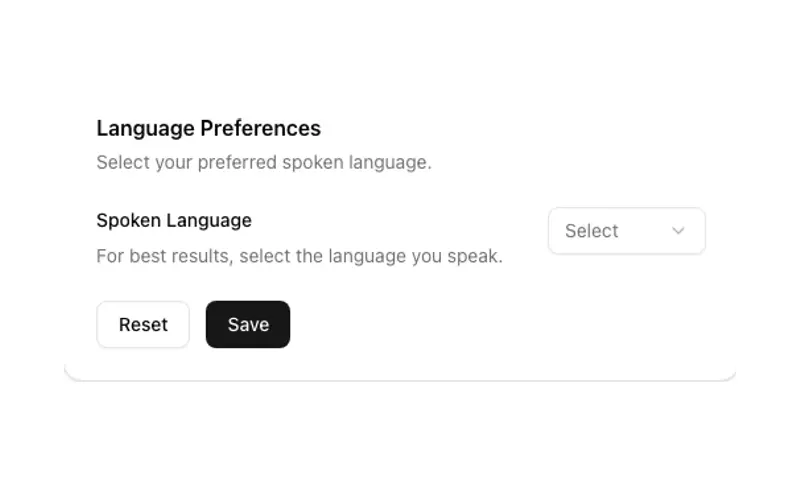 Language Preferences
Select your preferred spoken language.
Spoken Language
For best results, select the language you speak.
Select
Reset
Save